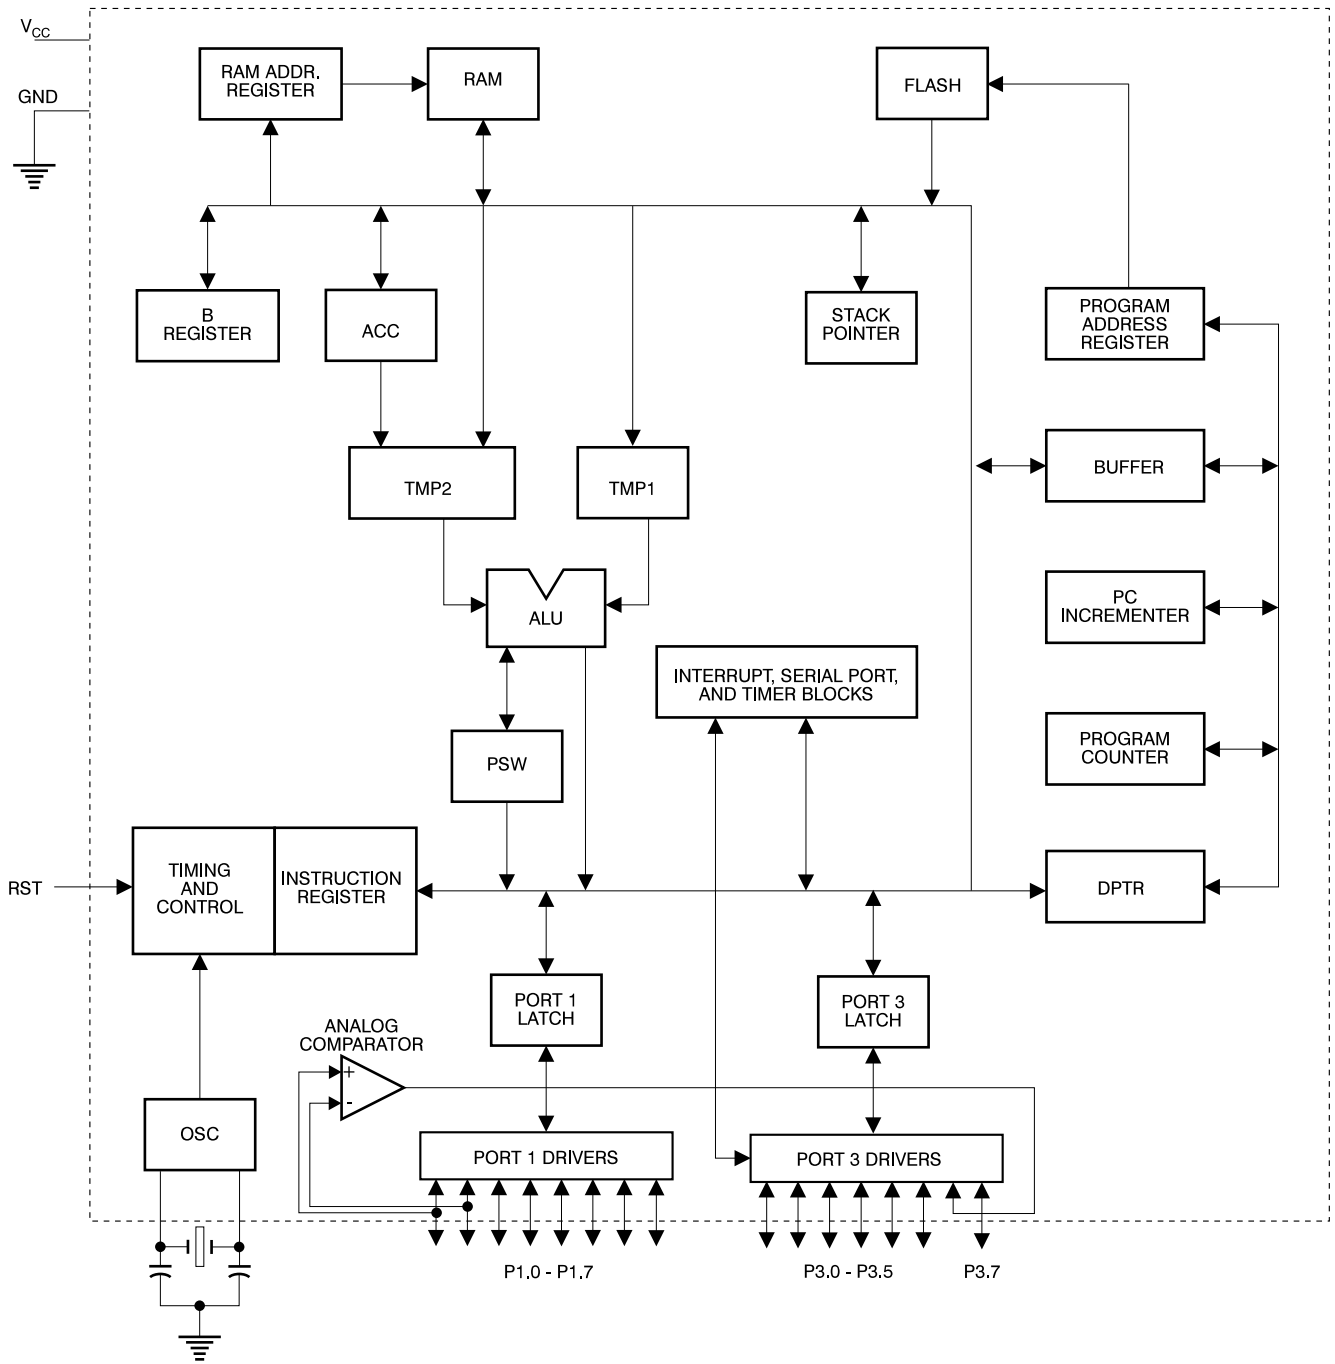 VCC
GND
RAM ADDR.
REGISTER
RAM
FLASH
B
REGISTER
ACC
STACK
POINTER
PROGRAM
ADDRESS
REGISTER
TMP2
TMP1
BUFFER
ALU
PC
INCREMENTER
INTERRUPT, SERIAL PORT,
AND TIMER BLOCKS
PSW
PROGRAM
COUNTER
RST
TIMING
AND
CONTROL
INSTRUCTION
REGISTER
DPTR
PORT 1
LATCH
PORT 3
LATCH
ANALOG
COMPARATOR
+
-
OSC
PORT 1 DRIVERS
PORT 3 DRIVERS
P1.0 - P1.7
P3.0 - P3.5
P3.7